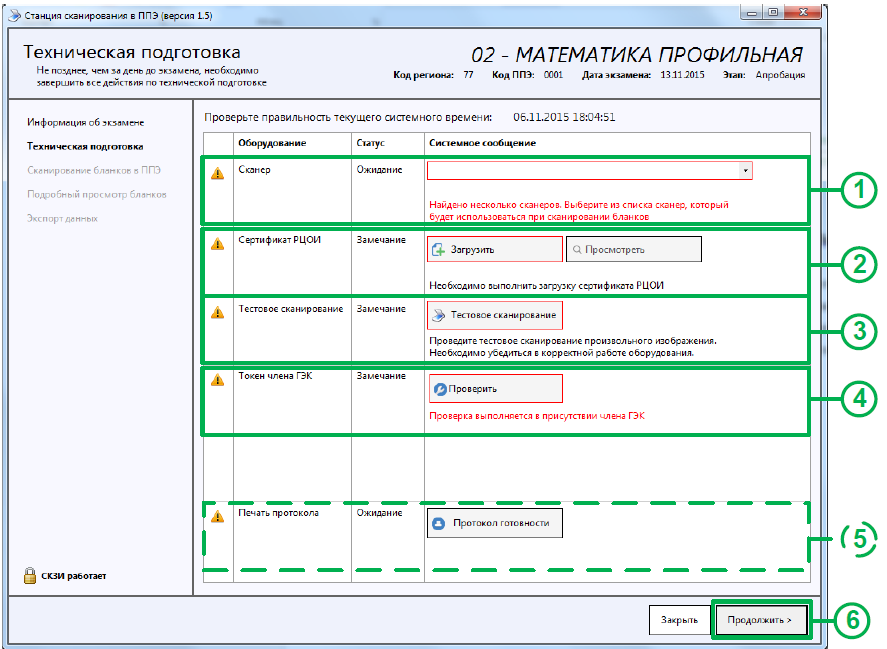 Станция сканирования в ППЭ (версия 1.5)
Техническая подготовка
Не позднее, чем за день до экзамена, необходимо
завершить все действия по технической подготовке
02 - МАТЕМАТИКА ПРОФИЛЬНАЯ
Код региона: 77 Код ППЭ: 0001 Дата экзамена: 13.11.2015 Этап: Апробация
Информация об экзамене
Техническая подготовка
Сканирование бланков в ППЭ
Подробный просмотр бланков
Экспорт данных
Проверьте правильность текущего системного времени: 06.11.2015 18:04:51
Оборудование Статус Системное сообщение
Сканер Ожидание
Найдено несколько сканеров. Выберите из списка сканер, который
будет использоваться при сканировании бланков
1
Сертификат РЦОИ Замечание
Загрузить Просмотреть
Необходимо выполнить загрузку сертификата РЦОИ
2
Тестовое сканирование Замечание
Тестовое сканирование
Проведите тестовое сканирование произвольного изображения.
Необходимо убедиться в корректной работе оборудования.
3
Токен члена ГЭК Замечание
Проверить
Проверка выполняется в присутствии члена ГЭК
4
Печать протокола Ожидание
Протокол готовности
5
СКЗИ работает
Закрыть Продолжить >
6